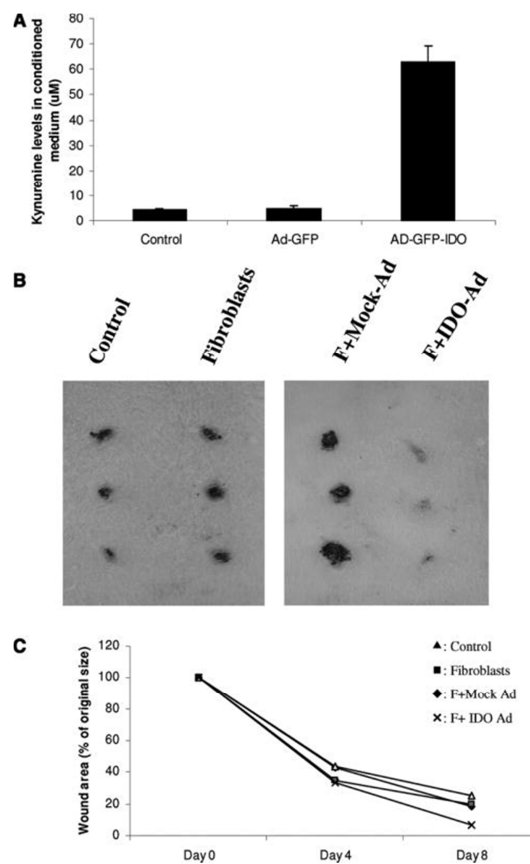 A
Kynurenine levels in conditioned
medium (uM)
80
70
60
50
40
30
20
10
0
Control
Ad-GFP
AD-GFP-IDO
B
Control
Fibroblasts
F+Mock-Ad
F+IDO-Ad
C
Wound area (% of original size)
120
100
80
60
40
20
0
Day 0
Day 4
Day 8
: Control
: Fibroblasts
: F+Mock Ad
: F+ IDO Ad